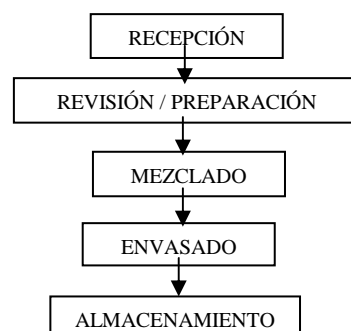 RECEPCIÓN
REVISIÓN / PREPARACIÓN
MEZCLADO
ENVASADO
ALMACENAMIENTO